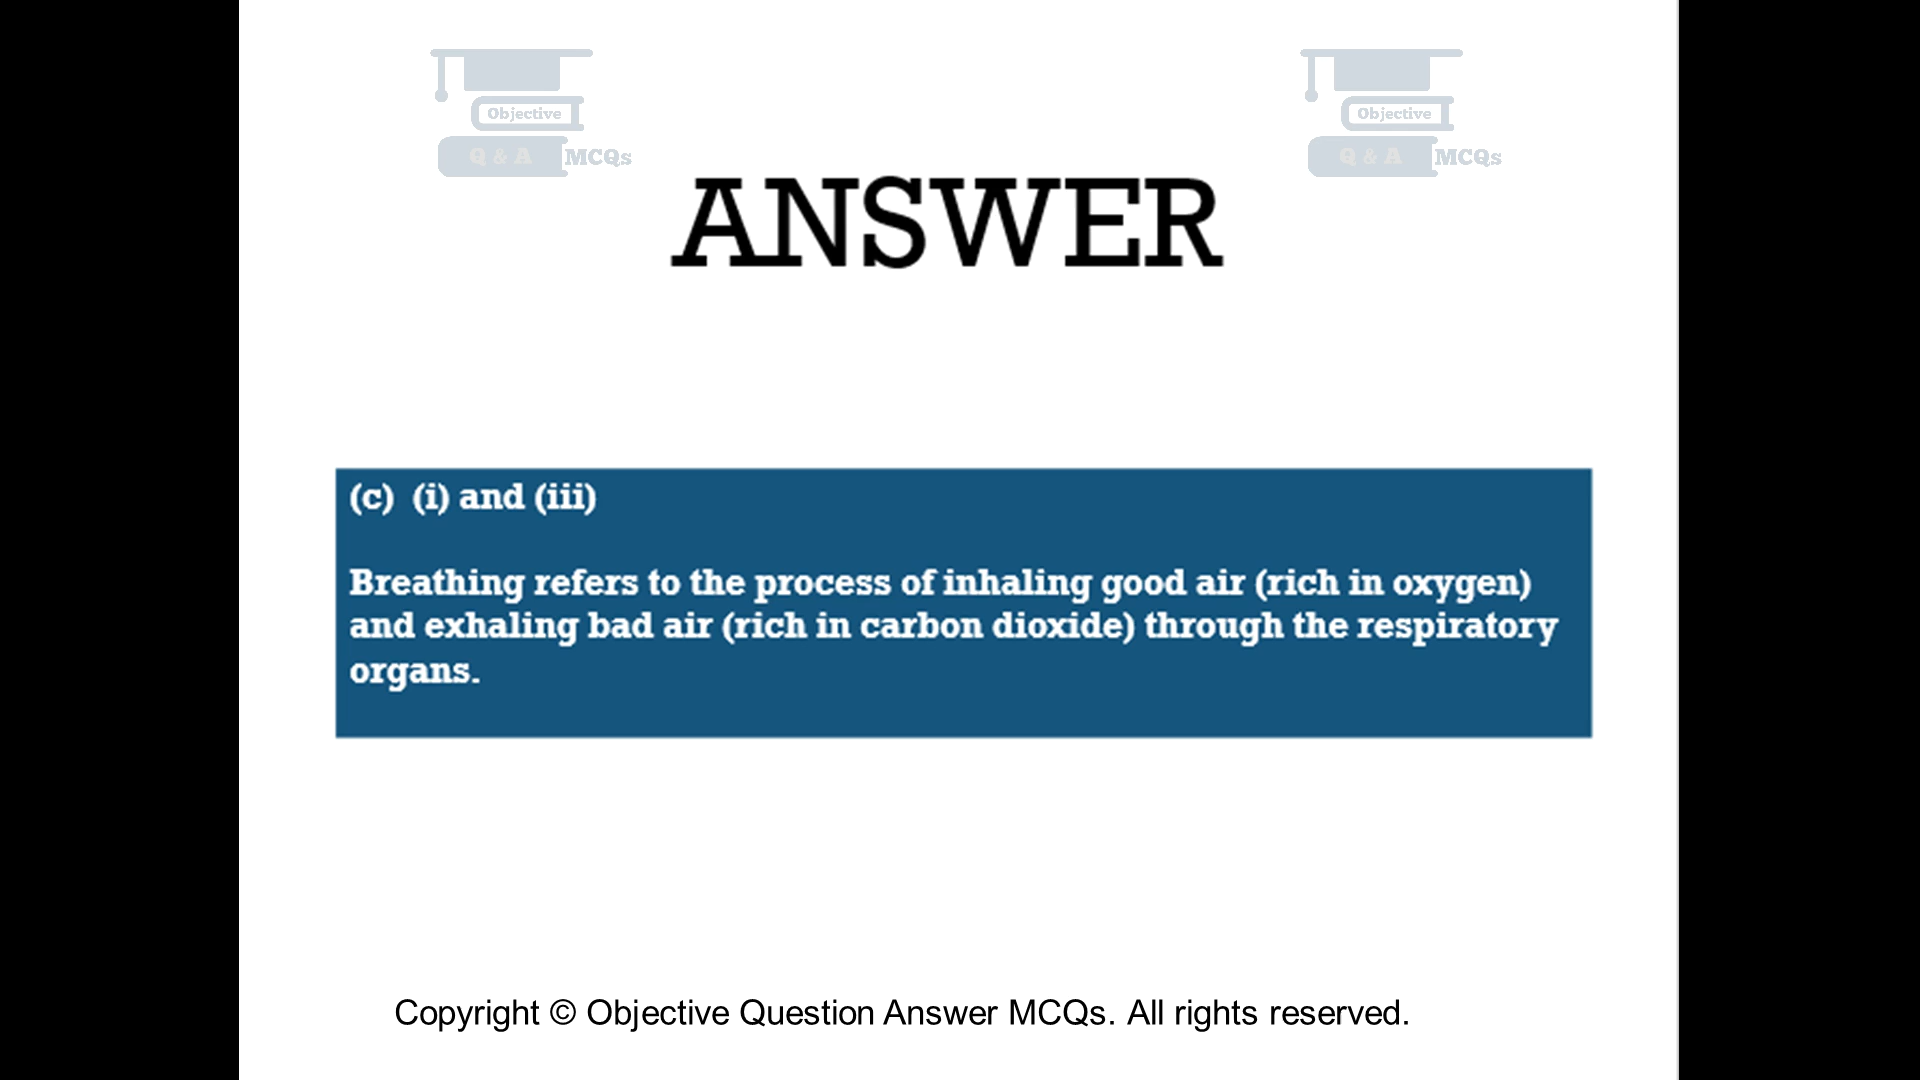 Objective
Q & A MCQs
Objective
Q & A MCQs
ANSWER
(c) (i) and (iii)
Breathing refers to the process of inhaling good air (rich in oxygen)
and exhaling bad air (rich in carbon dioxide) through the respiratory
organs.
Copyright © Objective Question Answer MCQs. All rights reserved.